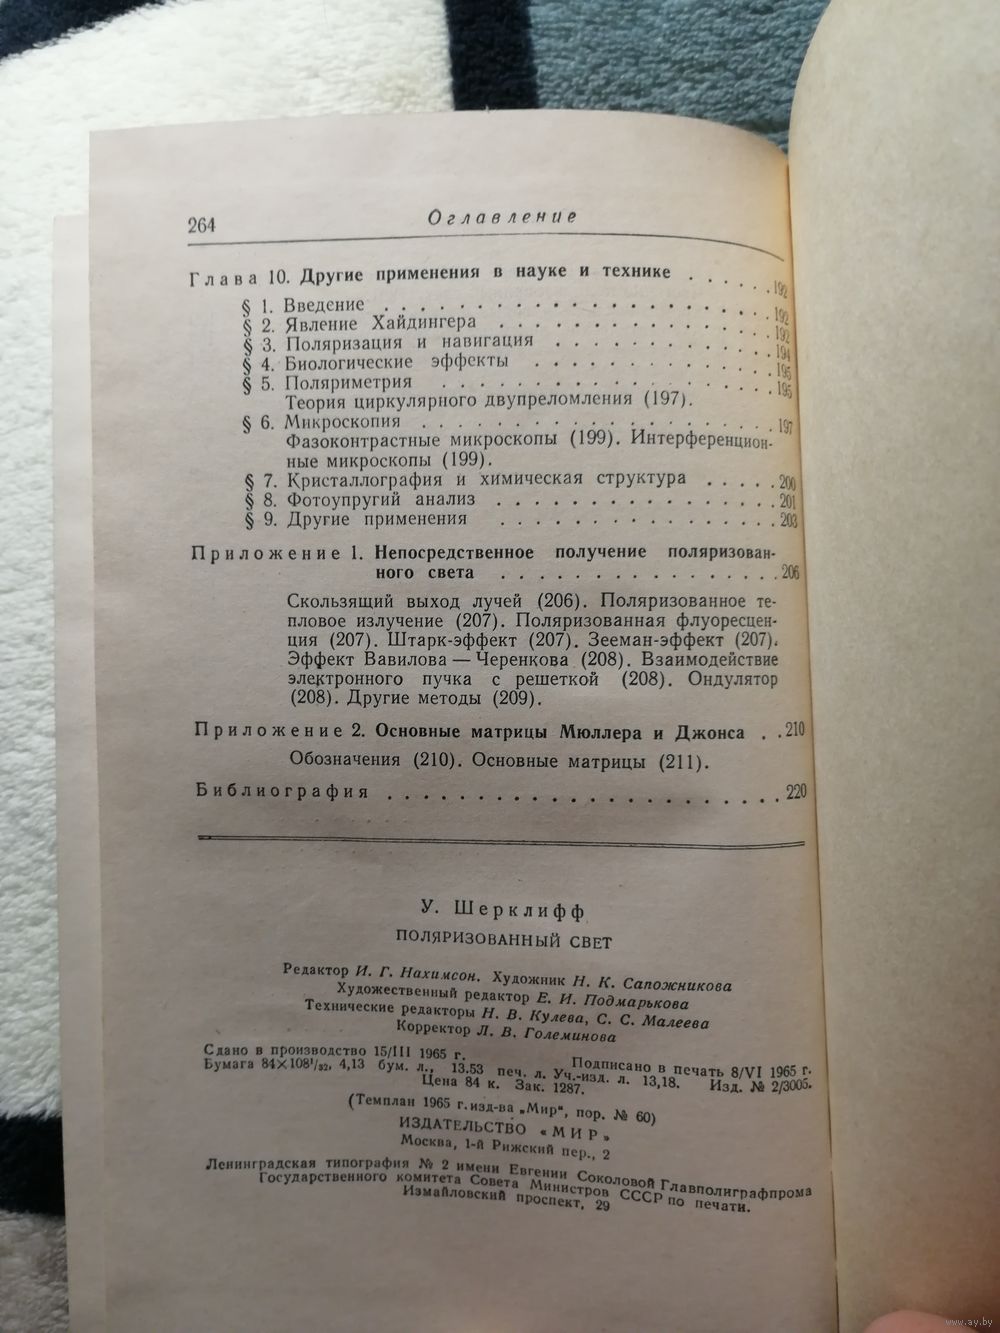 264
Оглавление
Глава 10. Другие применения в науке и технике . . . . . . 192
§ 1. Введение . . . . . . . . . . . . . . . . . . . . 192
§ 2. Явление Хайдингера . . . . . . . . . . . . . . 192
§ 3. Поляризация и навигация . . . . . . . . . . . 194
§ 4. Биологические эффекты . . . . . . . . . . . . 195
§ 5. Поляриметрия . . . . . . . . . . . . . . . . . 195
Теория циркулярного двупреломления (197).
§ 6. Микроскопия . . . . . . . . . . . . . . . . . . 197
Фазоконтрастные микроскопы (199). Интерференцион-
ные микроскопы (199).
§ 7. Кристаллография и химическая структура . . . . . 200
§ 8. Фотоупругий анализ . . . . . . . . . . . . . . 201
§ 9. Другие применения . . . . . . . . . . . . . . 203
Приложение 1. Непосредственное получение поляризован-
ного света . . . . . . . . . . . . . . . . 206
Скользящий выход лучей (206). Поляризованное те-
пловое излучение (207). Поляризованная флуоресцен-
ция (207). Штарк-эффект (207). Зееман-эффект (207).
Эффект Вавилова — Черенкова (208). Взаимодействие
электронного пучка с решеткой (208). Ондулятор
(208). Другие методы (209).
Приложение 2. Основные матрицы Мюллера и Джонса . . 210
Обозначения (210). Основные матрицы (211).
Библиография . . . . . . . . . . . . . . . . . . . 220
У. Шерклифф
ПОЛЯРИЗОВАННЫЙ СВЕТ
Редактор И. Г. Нахимсон. Художник Н. К. Сапожникова
Художественный редактор Е. И. Подмарькова
Технические редакторы Н. В. Кулева, С. С. Малеева
Корректор Л. В. Големинова
Сдано в производство 15/III 1965 г. Подписано в печать 8/VI 1965 г.
Бумага 84×108¹/₃₂, 4,13 бум. л., 13.53 печ. л. Уч.-изд. л. 13,18. Изд. № 2/3005.
Цена 84 к. Зак. 1287.
(Темплан 1965 г. изд-ва „Мир“, пор. № 60)
ИЗДАТЕЛЬСТВО «МИР»
Москва, 1-й Рижский пер., 2
Ленинградская типография № 2 имени Евгении Соколовой Главполиграфпрома
Государственного комитета Совета Министров СССР по печати.
Измайловский проспект, 29
www.ay.by